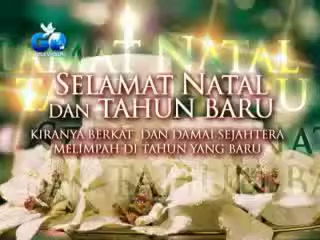 GO
SELAMAT NATAL
DAN TAHUN BARU
KIRANYA BERKAT DAN DAMAI SEJAHTERA
MELIMPAH DI TAHUN YANG BARU